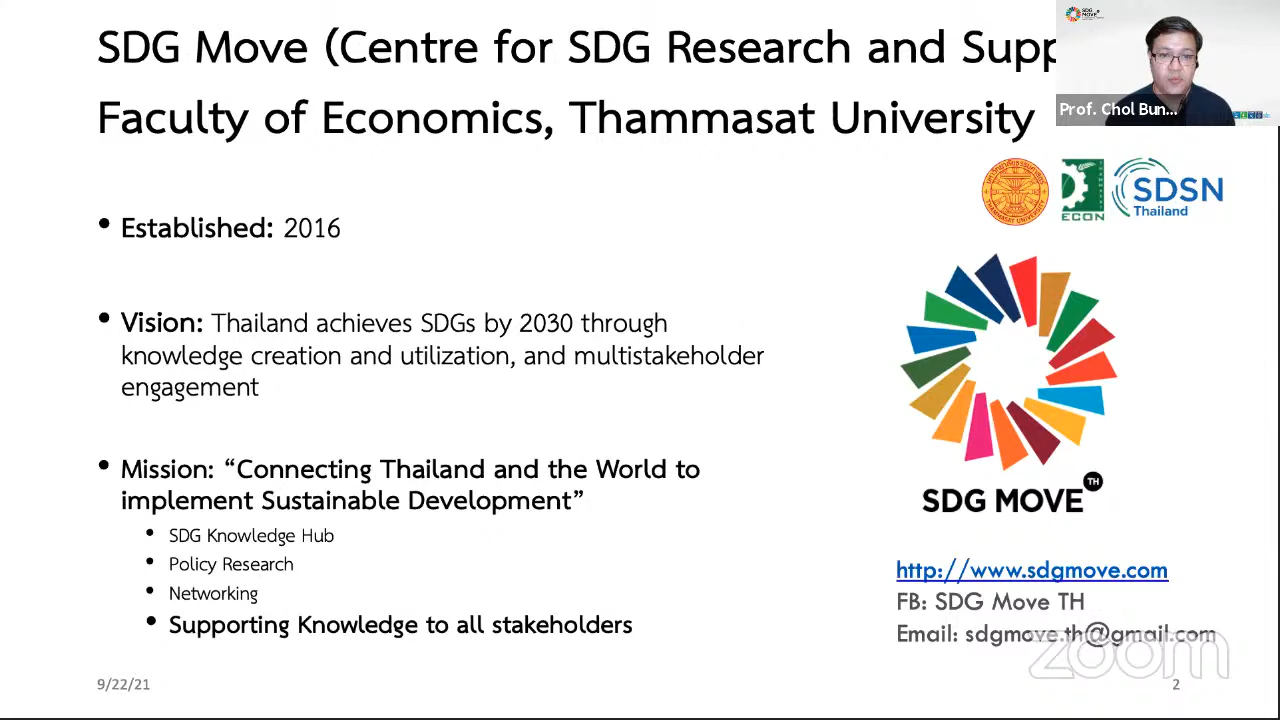 SDG Move (Centre for SDG Research and Supp
Faculty of Economics, Thammasat University
SDG
MOVE
Prof. Chol Bun...
ECON
SDSN
Thailand
• Established: 2016
• Vision: Thailand achieves SDGs by 2030 through
knowledge creation and utilization, and multistakeholder
engagement
• Mission: “Connecting Thailand and the World to
implement Sustainable Development”
• SDG Knowledge Hub
• Policy Research
• Networking
• Supporting Knowledge to all stakeholders
SDG MOVE TH
http://www.sdgmove.com
FB: SDG Move TH
Email: sdgmove.th@gmail.com
zoom
9/22/21
2